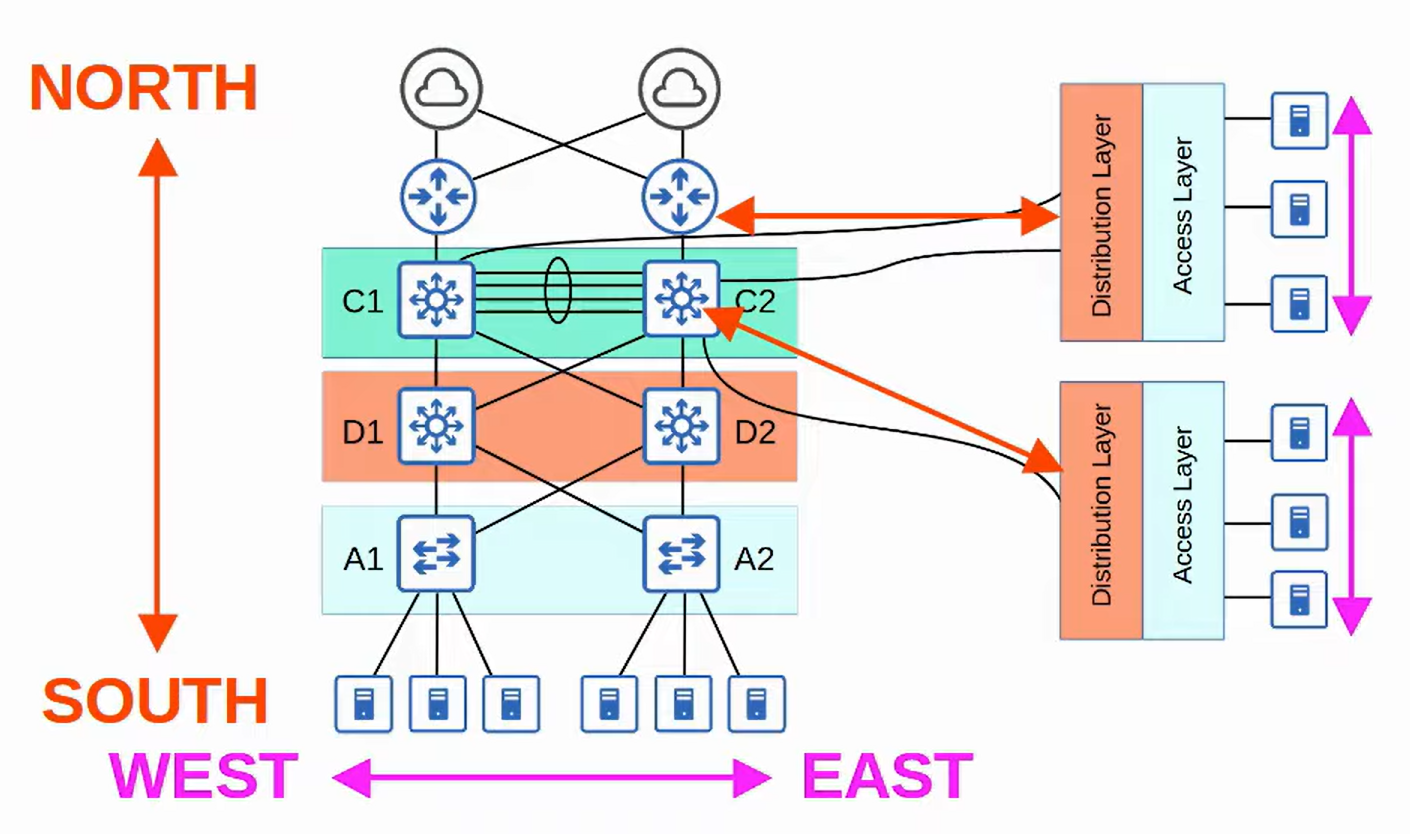 NORTH
C1
C2
D1
D2
A1
A2
SOUTH
WEST
EAST
Distribution Layer
Access Layer
Distribution Layer
Access Layer